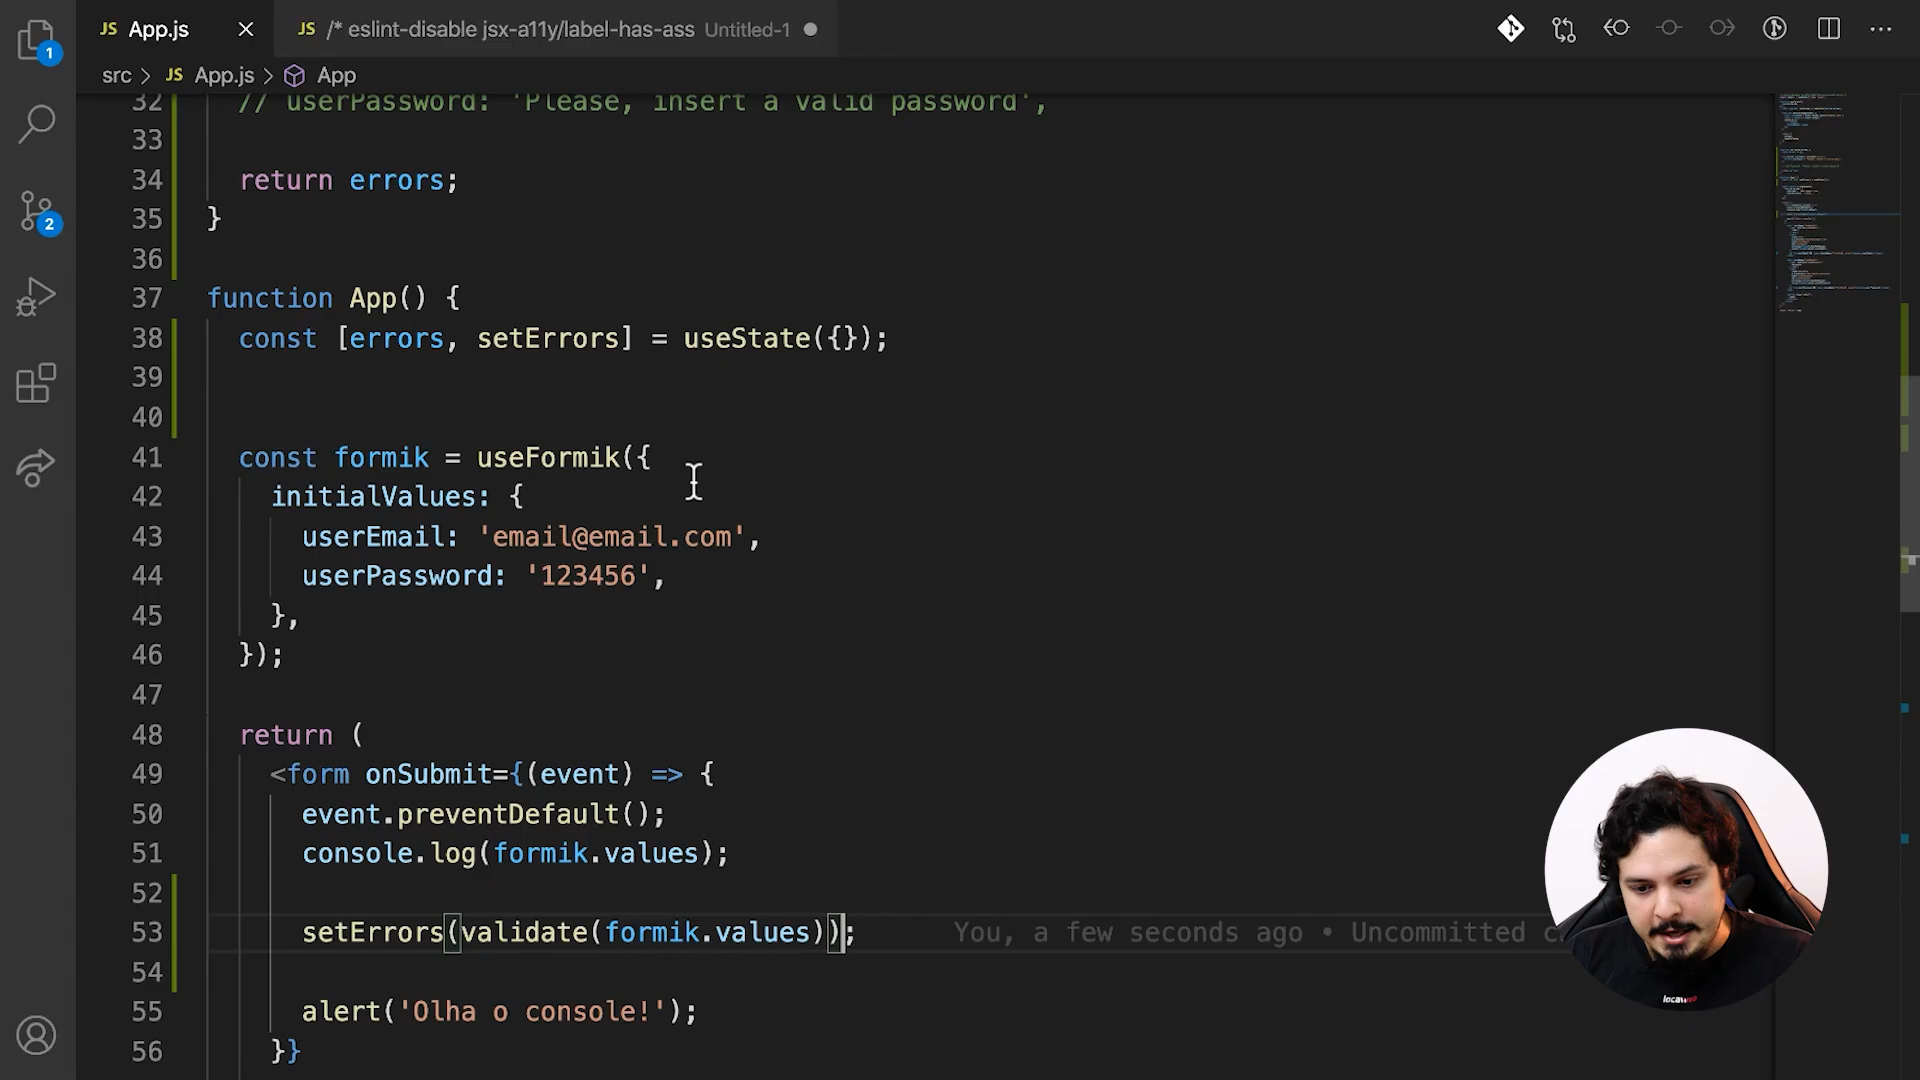 JS App.js
JS /* eslint-disable jsx-a11y/label-has-ass Untitled-1
1
src > JS App.js > App
32 // userPassword: 'Please, insert a valid password',
33
34 return errors;
35 }
36
37 function App() {
38 const [errors, setErrors] = useState({});
39
40
41 const formik = useFormik({
42 initialValues: {
43 userEmail: 'email@email.com',
44 userPassword: '123456',
45 },
46 });
47
48 return (
49 <form onSubmit={(event) => {
50 event.preventDefault();
51 console.log(formik.values);
52
53 setErrors(validate(formik.values)); You, a few seconds ago • Uncommitted c
54
55 alert('Olha o console!');
56 }}
2
locaweb